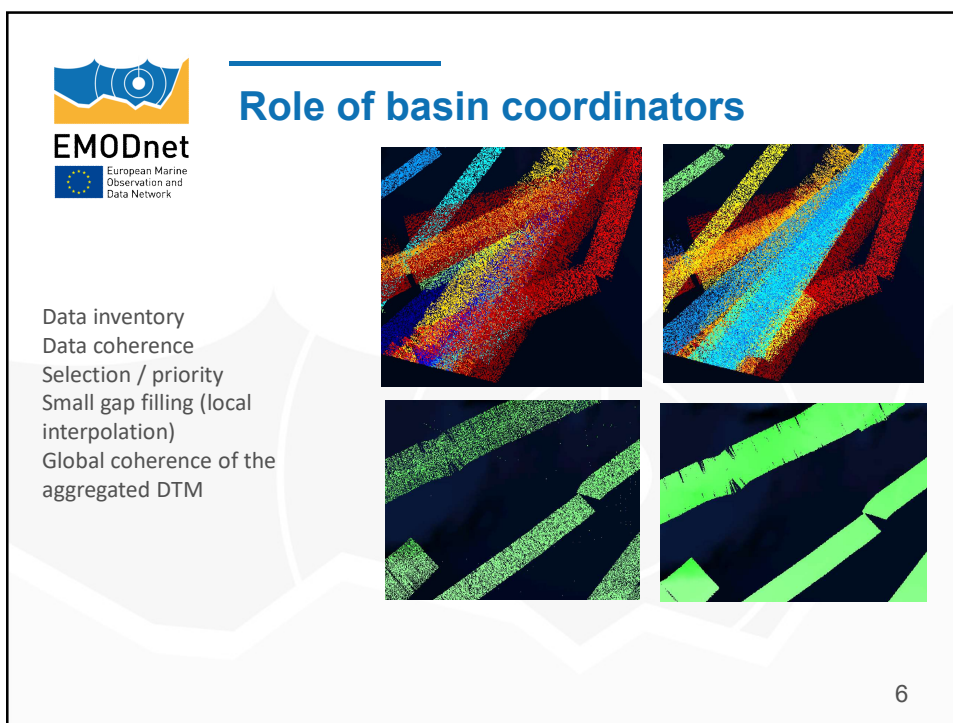 Role of basin coordinators
EMODnet
European Marine
Observation and
Data Network
Data inventory
Data coherence
Selection / priority
Small gap filling (local
interpolation)
Global coherence of the
aggregated DTM
6